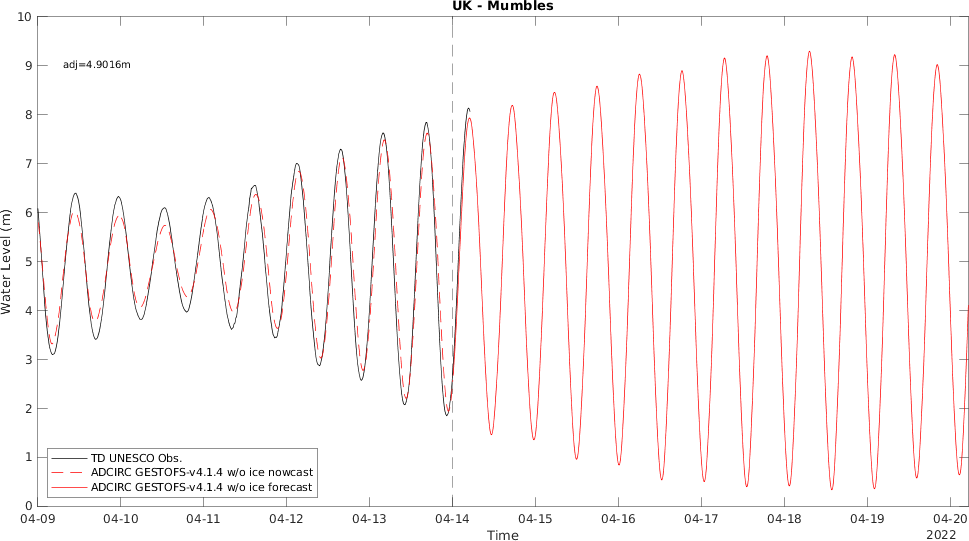 UK - Mumbles
10
9
8
7
6
5
4
3
2
1
0
adj=4.9016m
Water Level (m)
TD UNESCO Obs.
ADCIRC GESTOFS-v4.1.4 w/o ice nowcast
ADCIRC GESTOFS-v4.1.4 w/o ice forecast
04-09 04-10 04-11 04-12 04-13 04-14 04-15 04-16 04-17 04-18 04-19 04-20
Time
2022